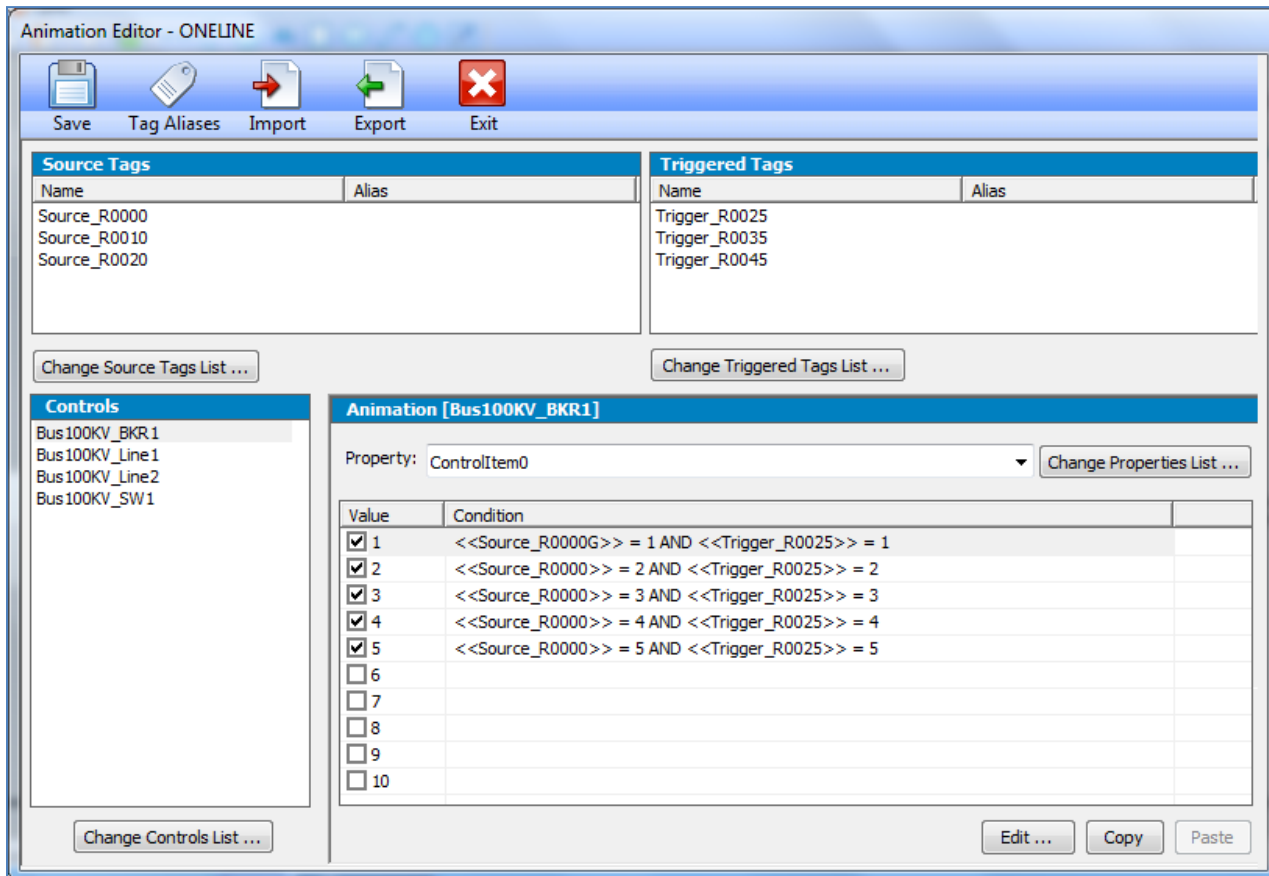 Animation Editor - ONELINE
Save Tag Aliases Import Export Exit
Source Tags
Name Alias
Source_R0000
Source_R0010
Source_R0020
Triggered Tags
Name Alias
Trigger_R0025
Trigger_R0035
Trigger_R0045
Change Source Tags List ...
Change Triggered Tags List ...
Controls
Bus100KV_BKR1
Bus100KV_Line1
Bus100KV_Line2
Bus100KV_SW1
Change Controls List ...
Animation [Bus100KV_BKR1]
Property: ControlItem0 Change Properties List ...
Value Condition
1 <<Source_R0000G>> = 1 AND <<Trigger_R0025>> = 1
2 <<Source_R0000>> = 2 AND <<Trigger_R0025>> = 2
3 <<Source_R0000>> = 3 AND <<Trigger_R0025>> = 3
4 <<Source_R0000>> = 4 AND <<Trigger_R0025>> = 4
5 <<Source_R0000>> = 5 AND <<Trigger_R0025>> = 5
6
7
8
9
10
Edit ... Copy Paste